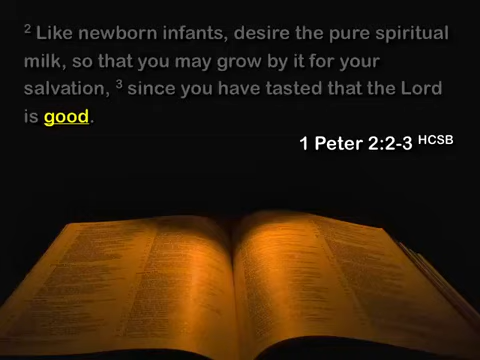 2 Like newborn infants, desire the pure spiritual
milk, so that you may grow by it for your
salvation, 3 since you have tasted that the Lord
is good.
1 Peter 2:2-3 HCSB